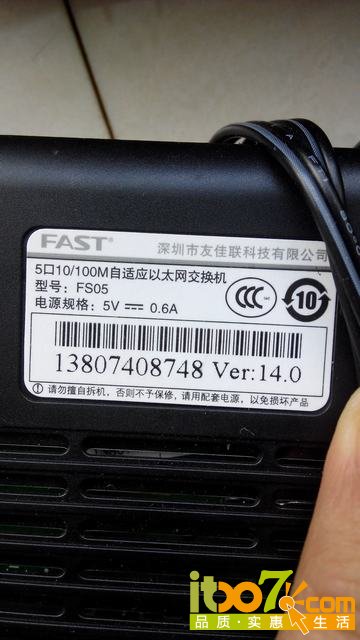 FAST® 深圳市友佳联科技有限公司
5口10/100M自适应以太网交换机
型号：FS05
电源规格：5V ⎓ 0.6A
CCC
10
13807408748 Ver:14.0
请勿擅自拆机，否则不予保修，请用配套电源，以免损坏产品
itbo7.com
品质·实惠·生活